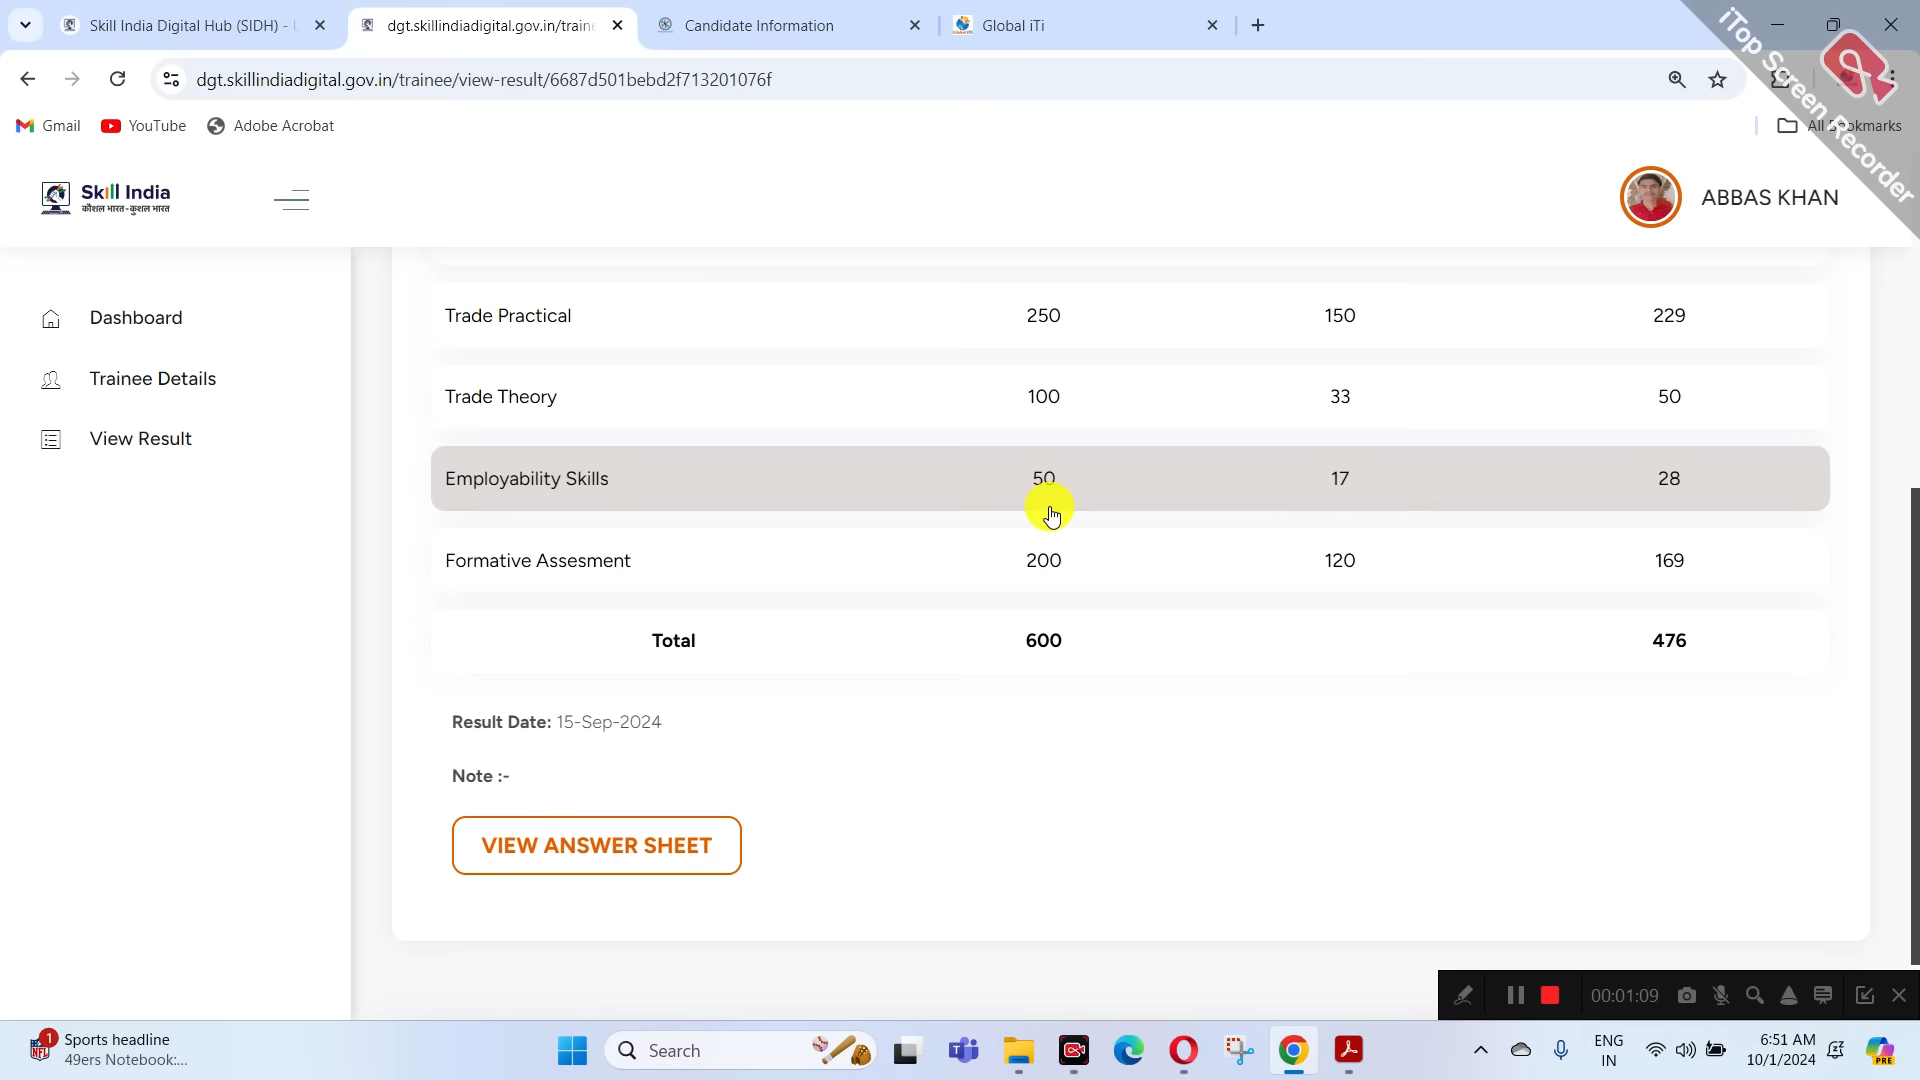 Skill India Digital Hub (SIDH) -
dgt.skillindiadigital.gov.in/traine
Candidate Information
Global iTi
dgt.skillindiadigital.gov.in/trainee/view-result/6687d501bebd2f713201076f
iTop Screen Recorder
Gmail
YouTube
Adobe Acrobat
All Bookmarks
Skill India
कौशल भारत-कुशल भारत
ABBAS KHAN
Dashboard
Trainee Details
View Result
Trade Practical 250 150 229
Trade Theory 100 33 50
Employability Skills 50 17 28
Formative Assesment 200 120 169
Total 600 476
Result Date: 15-Sep-2024
Note :-
VIEW ANSWER SHEET
00:01:09
1
NFL
Sports headline
49ers Notebook:...
Search
ENG
IN
6:51 AM
10/1/2024
PRE